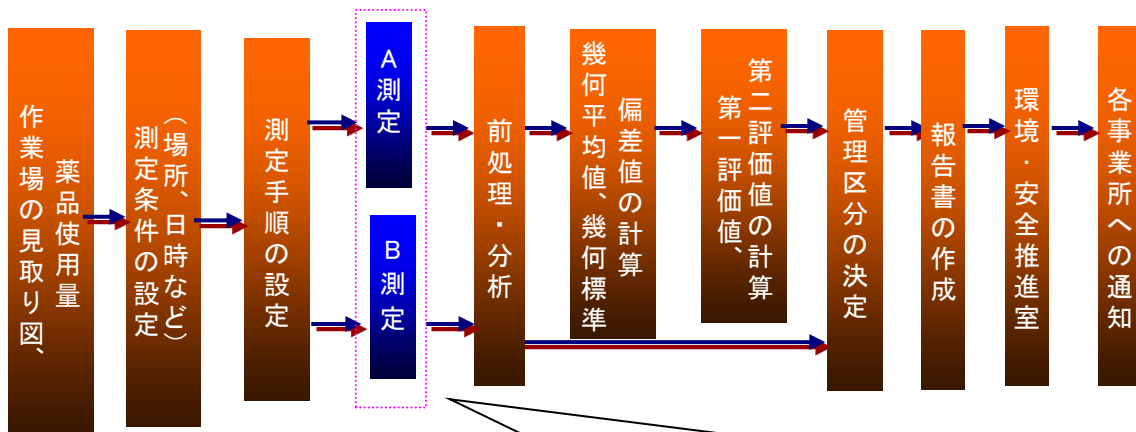 作業場の見取り図、
薬品使用量
測定条件の設定
（場所、日時など）
測定手順の設定
A測定
B測定
前処理・分析
幾何平均値、幾何標準
偏差値の計算
第一評価値、
第二評価値の計算
管理区分の決定
報告書の作成
環境・安全推進室
各事業所への通知